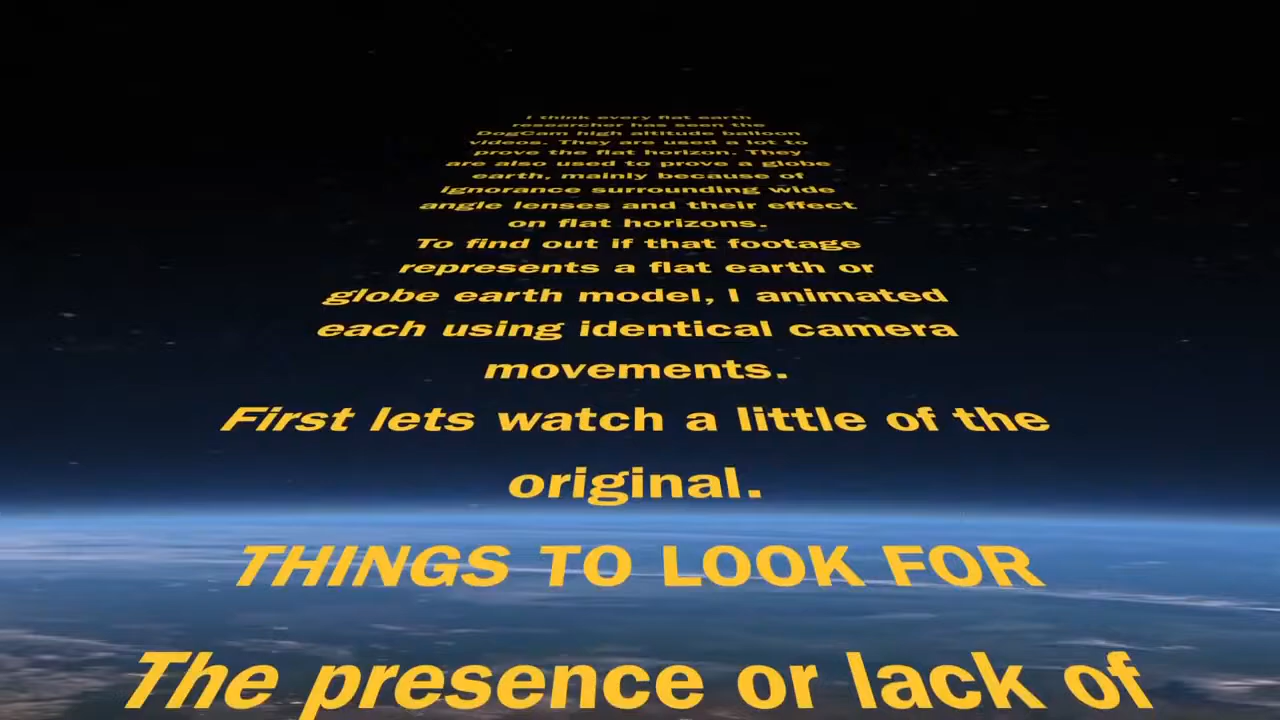 I think every flat earth
researcher has seen the
DogCam high altitude balloon
videos. They are used a lot to
prove the flat horizon. They
are also used to prove a globe
earth, mainly because of
ignorance surrounding wide
angle lenses and their effect
on flat horizons.
To find out if that footage
represents a flat earth or
globe earth model, I animated
each using identical camera
movements.
First lets watch a little of the
original.
THINGS TO LOOK FOR
The presence or lack of